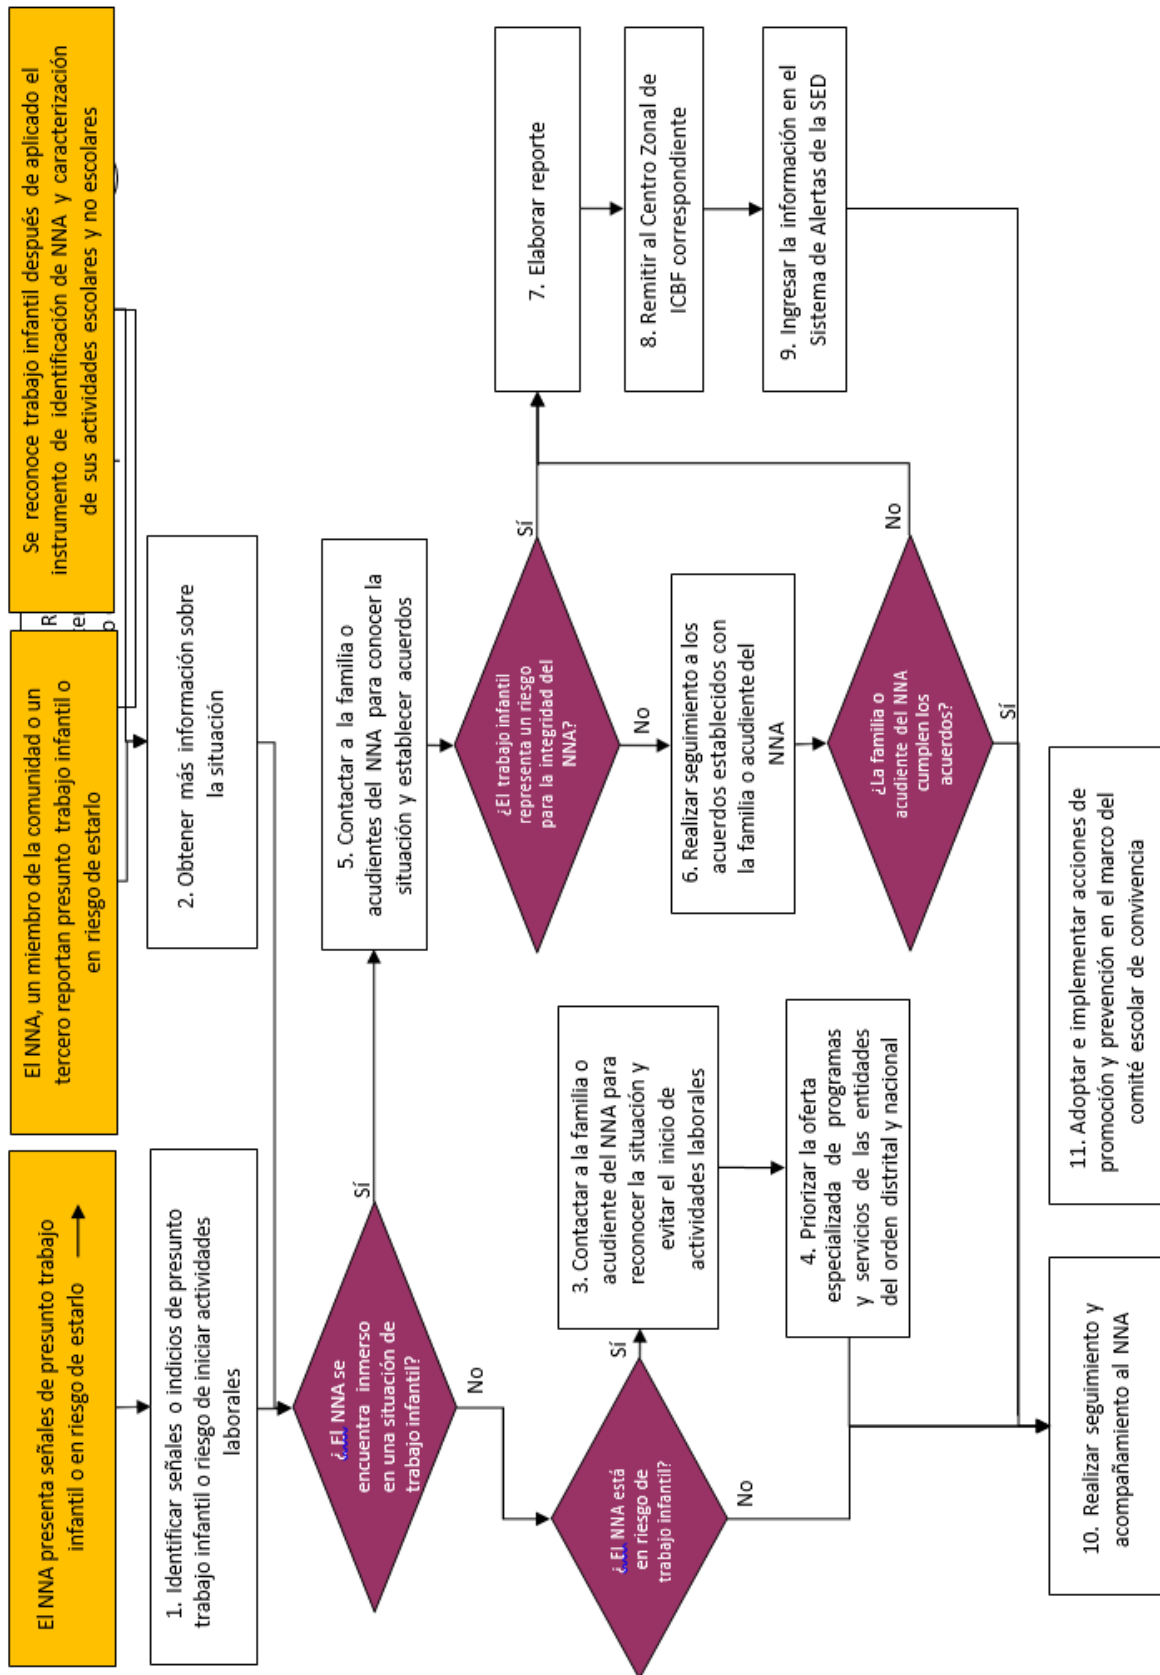 El NNA presenta señales de presunto trabajo
infantil o en riesgo de estarlo
El NNA, un miembro de la comunidad o un
tercero reportan presunto trabajo infantil o
en riesgo de estarlo
Se reconoce trabajo infantil después de aplicado el
instrumento de identificación de NNA y caracterización
de sus actividades escolares y no escolares
R
1. Identificar señales o indicios de presunto
trabajo infantil o riesgo de iniciar actividades
laborales
2. Obtener más información sobre
la situación
¿El NNA se
encuentra inmerso
en una situación de
trabajo infantil?
Sí
No
5. Contactar a la familia o
acudientes del NNA para conocer la
situación y establecer acuerdos
¿El trabajo infantil
representa un riesgo
para la integridad del
NNA?
Sí
No
7. Elaborar reporte
8. Remitir al Centro Zonal de
ICBF correspondiente
9. Ingresar la información en el
Sistema de Alertas de la SED
¿El NNA está
en riesgo de
trabajo infantil?
Sí
No
3. Contactar a la familia o
acudiente del NNA para
reconocer la situación y
evitar el inicio de
actividades laborales
4. Priorizar la oferta
especializada de programas
y servicios de las entidades
del orden distrital y nacional
6. Realizar seguimiento a los
acuerdos establecidos con
la familia o acudiente del
NNA
¿La familia o
acudiente del NNA
cumplen los
acuerdos?
No
Sí
10. Realizar seguimiento y
acompañamiento al NNA
11. Adoptar e implementar acciones de
promoción y prevención en el marco del
comité escolar de convivencia